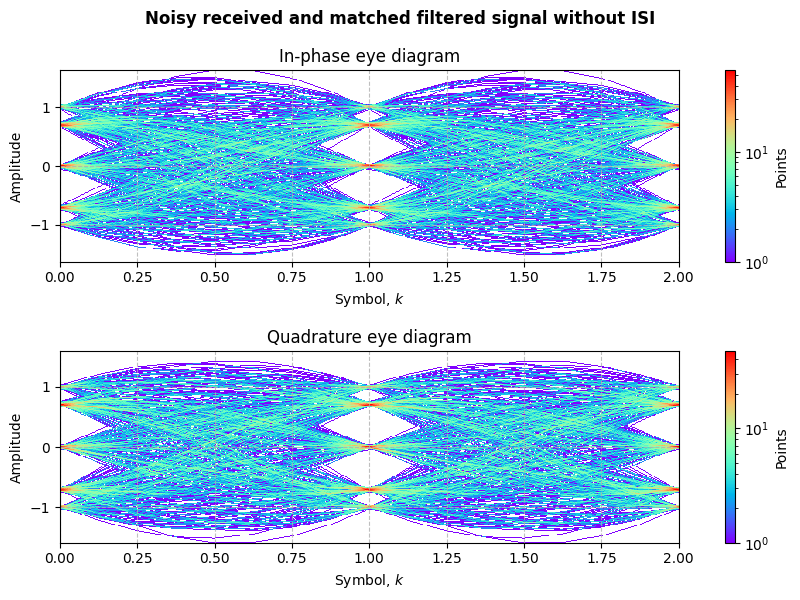 Noisy received and matched filtered signal without ISI
In-phase eye diagram
Amplitude
1
0
−1
0.00 0.25 0.50 0.75 1.00 1.25 1.50 1.75 2.00
Symbol, k
10¹
10⁰
Points
Quadrature eye diagram
Amplitude
1
0
−1
0.00 0.25 0.50 0.75 1.00 1.25 1.50 1.75 2.00
Symbol, k
10¹
10⁰
Points